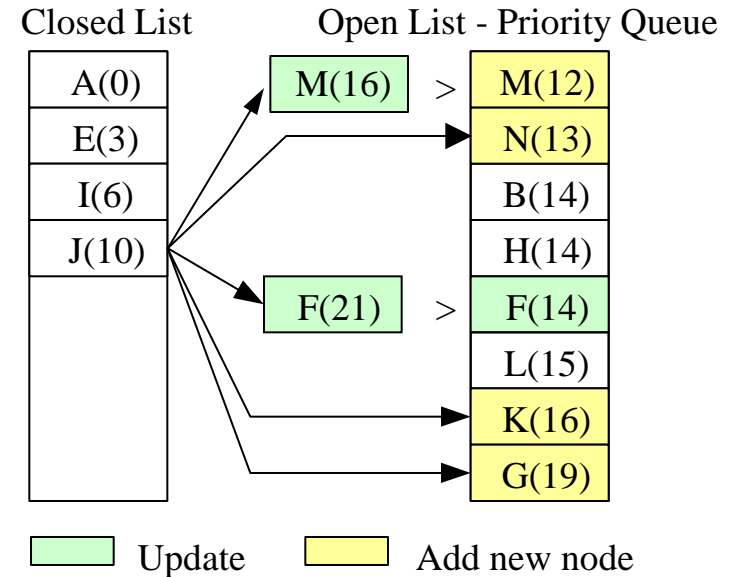 Closed List Open List - Priority Queue
A(0) M(16) > M(12)
E(3) N(13)
I(6) B(14)
J(10) H(14)
F(21) > F(14)
L(15)
K(16)
G(19)
Update Add new node